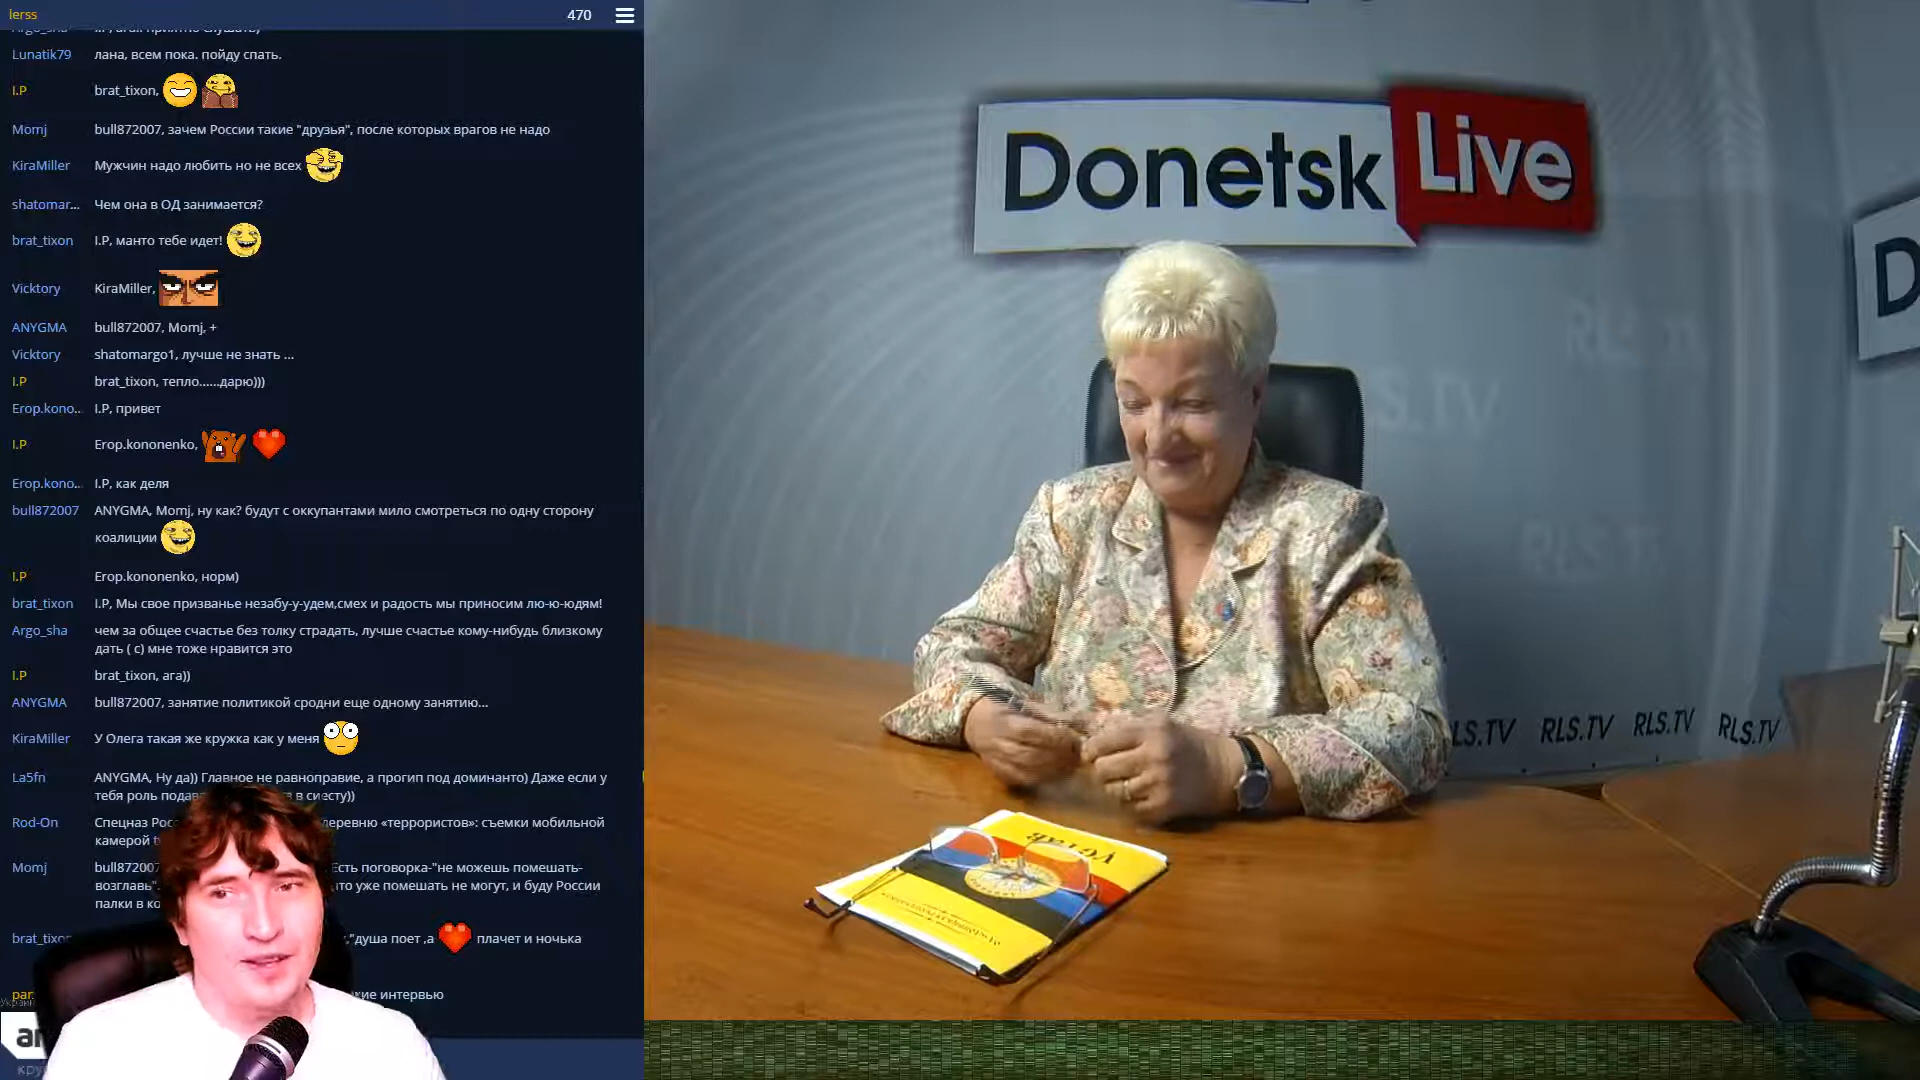 lerss
470
Lunatik79 лана, всем пока. пойду спать.
I.P brat_tixon,
Momj bull872007, зачем России такие "друзья", после которых врагов не надо
KiraMiller Мужчин надо любить но не всех
shatomar... Чем она в ОД занимается?
brat_tixon I.P, манто тебе идет!
Vicktory KiraMiller,
ANYGMA bull872007, Momj, +
Vicktory shatomargo1, лучше не знать ...
I.P brat_tixon, тепло......дарю)))
Erop.kono... I.P, привет
I.P Erop.kononenko,
Erop.kono... I.P, как деля
bull872007 ANYGMA, Momj, ну как? будут с оккупантами мило смотреться по одну сторону
коалиции
I.P Erop.kononenko, норм)
brat_tixon I.P, Мы свое призванье незабу-у-удем,смех и радость мы приносим лю-ю-юдям!
Argo_sha чем за общее счастье без толку страдать, лучше счастье кому-нибудь близкому
дать ( с) мне тоже нравится это
I.P brat_tixon, ага))
ANYGMA bull872007, занятие политикой сродни еще одному занятию...
KiraMiller У Олега такая же кружка как у меня
La5fn ANYGMA, Ну да)) Главное не равноправие, а прогип под доминанто) Даже если у
тебя роль в сиесту))
Rod-On Спецназ деревню «террористов»: съемки мобильной
камерой
Momj bull872007 Есть поговорка-"не можешь помешать-
возглавь". что уже помешать не могут, и буду России
палки в
brat_tixon "душа поет ,а плачет и ночька
par интервью
Donetsk Live
D
RLS.TV
LS.TV
RLS.TV
LS.TV RLS.TV RLS.TV RLS.TV
Устав